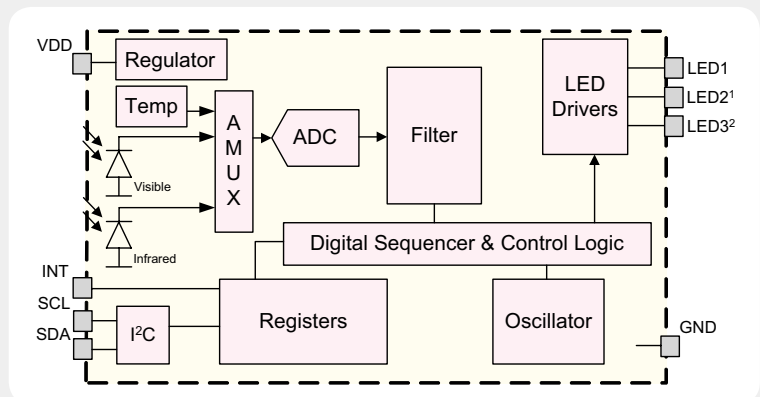 VDD
Regulator
Temp
AMUX
ADC
Filter
LED
Drivers
LED1
LED2¹
LED3²
Visible
Infrared
Digital Sequencer & Control Logic
INT
SCL
SDA
I²C
Registers
Oscillator
GND